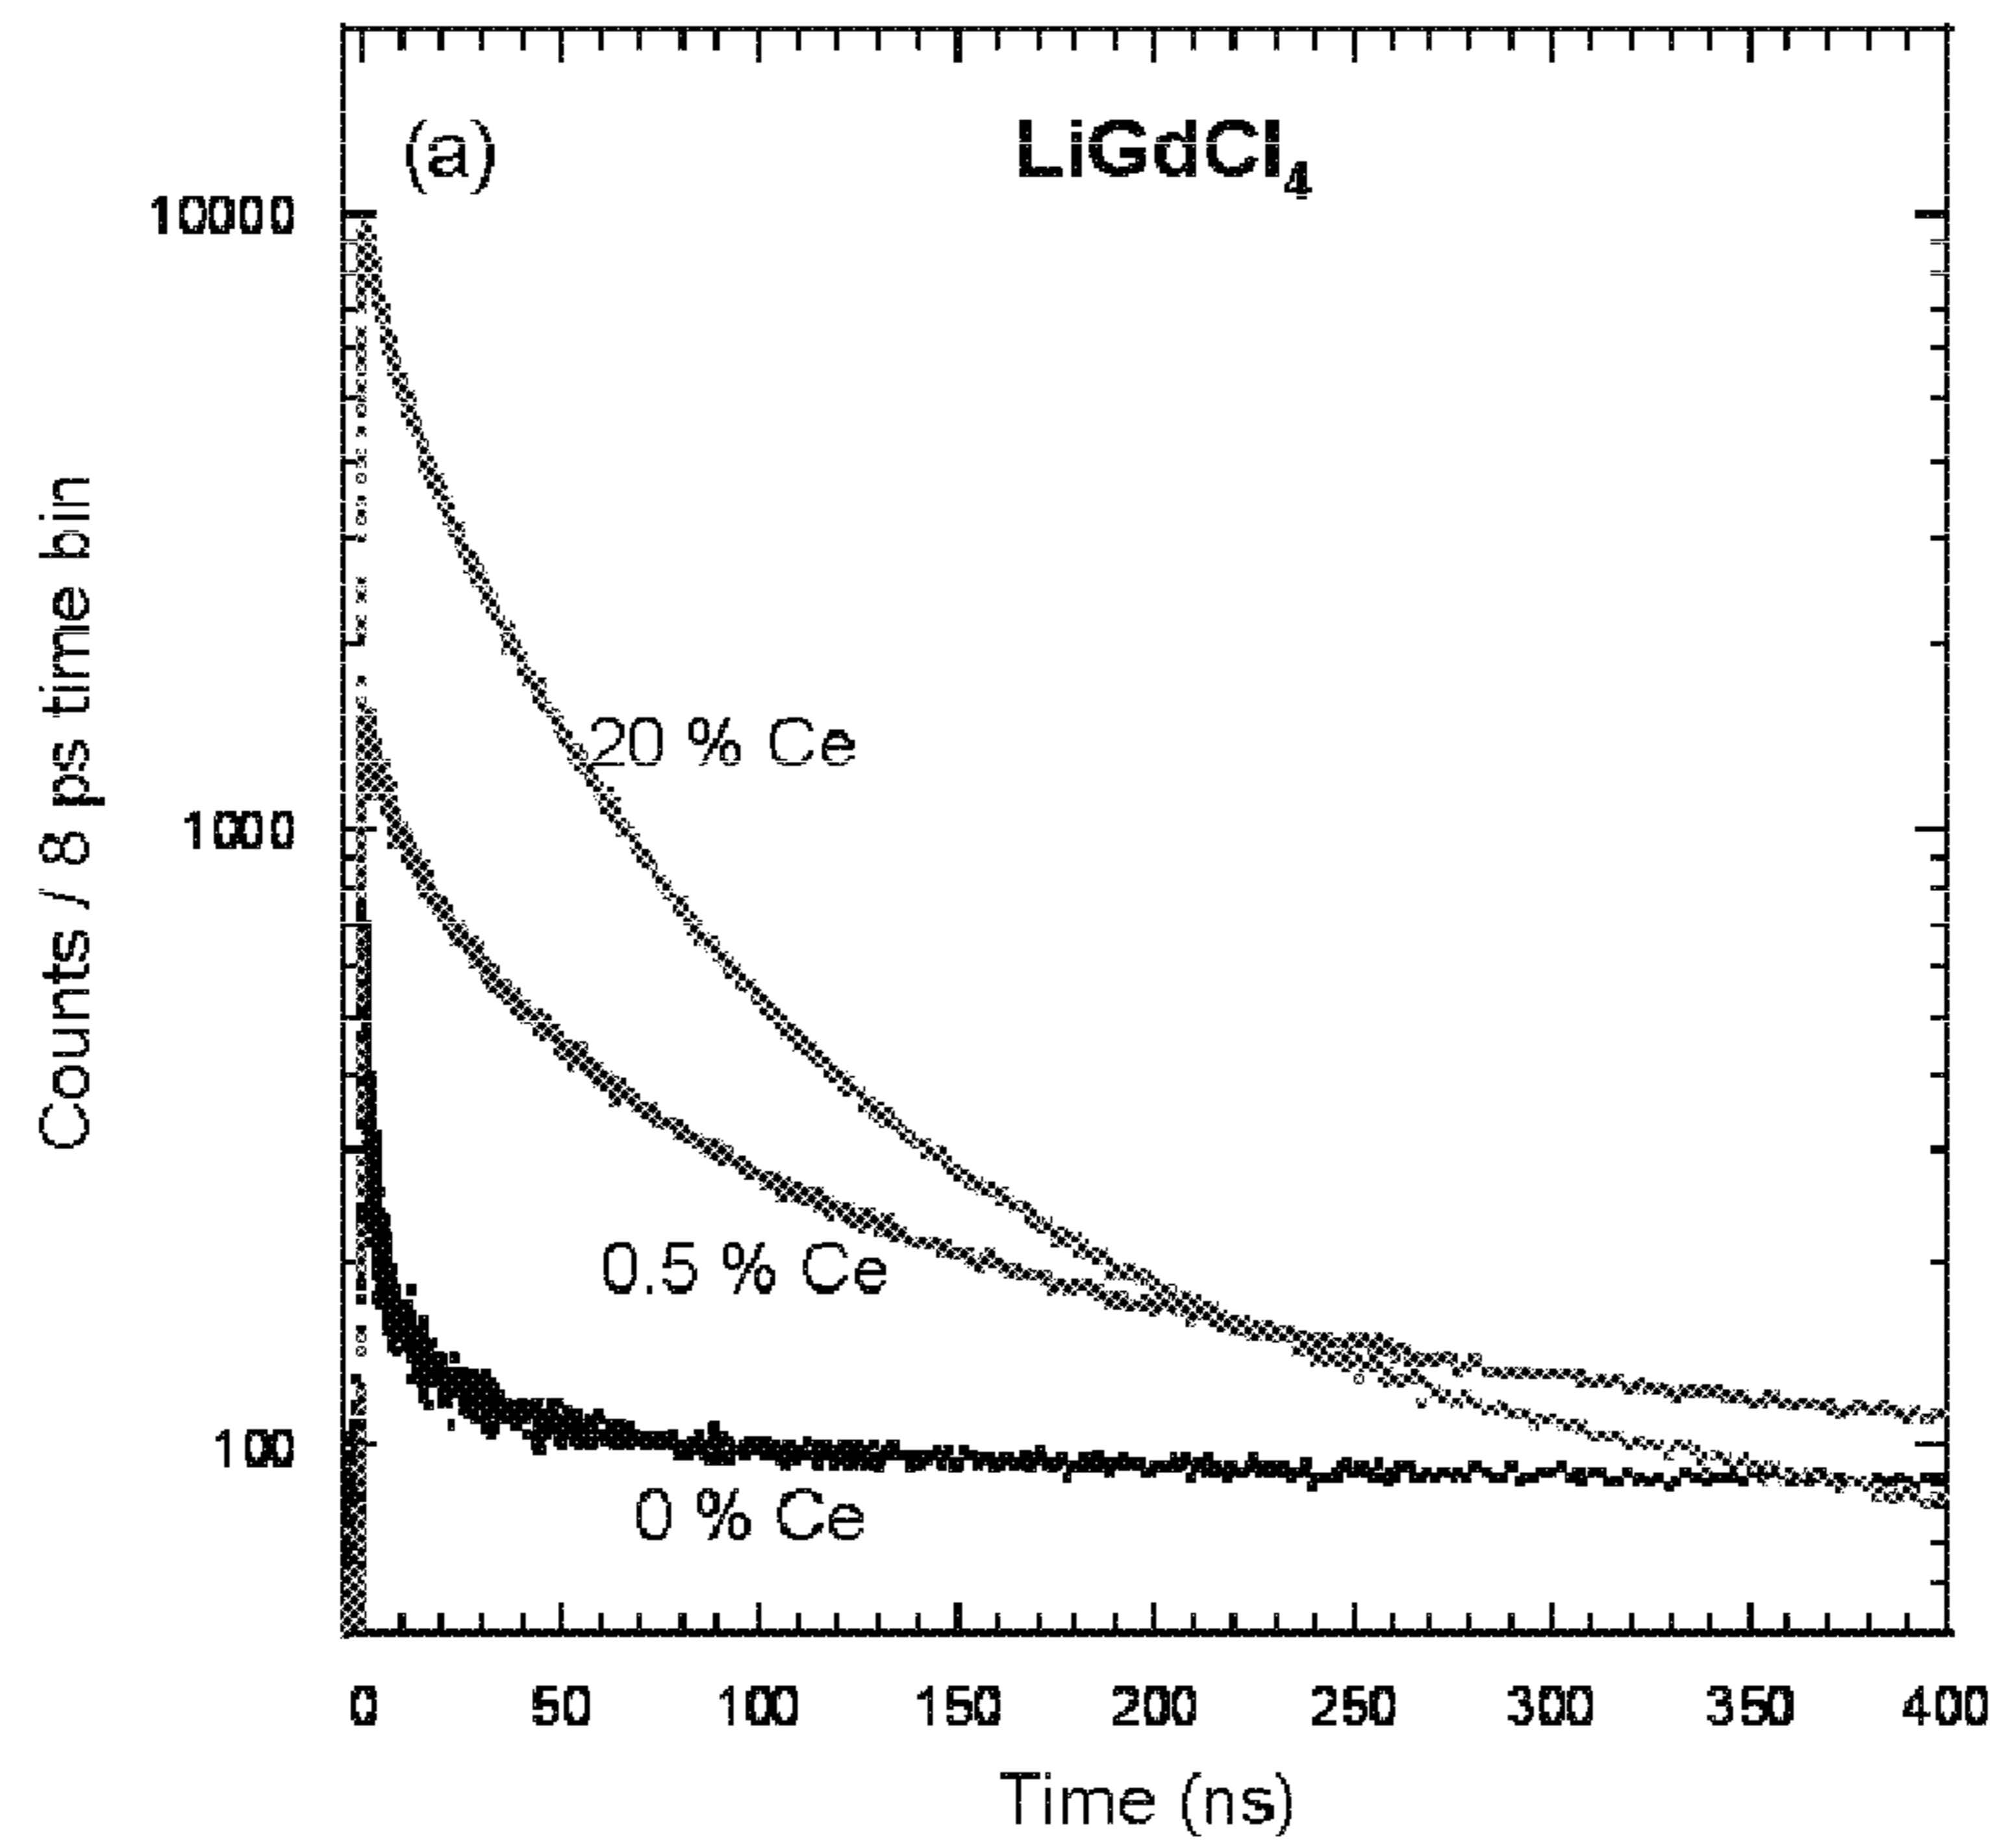 (a)
LiGdCl₄
10000
1000
100
Counts / 8 ps time bin
20 % Ce
0.5 % Ce
0 % Ce
0 50 100 150 200 250 300 350 400
Time (ns)